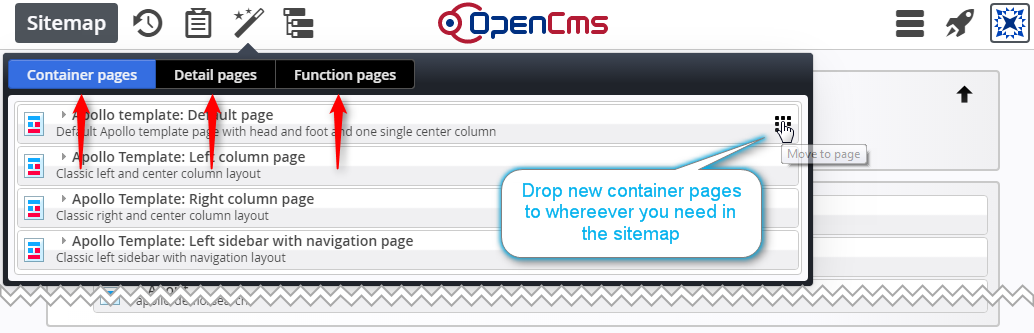 Sitemap
OpenCms
Container pages
Detail pages
Function pages
Apollo template: Default page
Default Apollo template page with head and foot and one single center column
Move to page
Apollo Template: Left column page
Classic left and center column layout
Apollo Template: Right column page
Classic right and center column layout
Apollo Template: Left sidebar with navigation page
Classic left sidebar with navigation layout
Drop new container pages
to whereever you need in
the sitemap